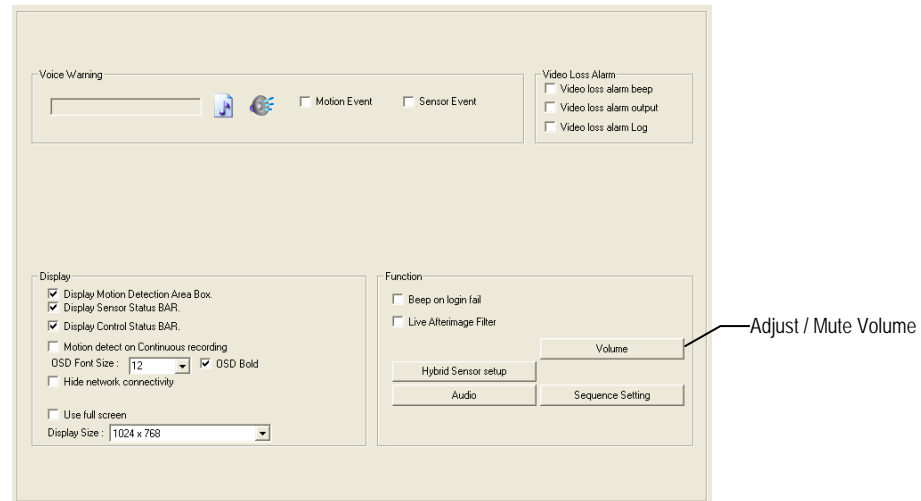 Voice Warning
Motion Event
Sensor Event
Video Loss Alarm
Video loss alarm beep
Video loss alarm output
Video loss alarm Log
Display
Display Motion Detection Area Box.
Display Sensor Status BAR.
Display Control Status BAR.
Motion detect on Continuous recording
OSD Font Size : 12 OSD Bold
Hide network connectivity
Use full screen
Display Size : 1024 x 768
Function
Beep on login fail
Live Afterimage Filter
Volume
Hybrid Sensor setup
Audio
Sequence Setting
Adjust / Mute Volume